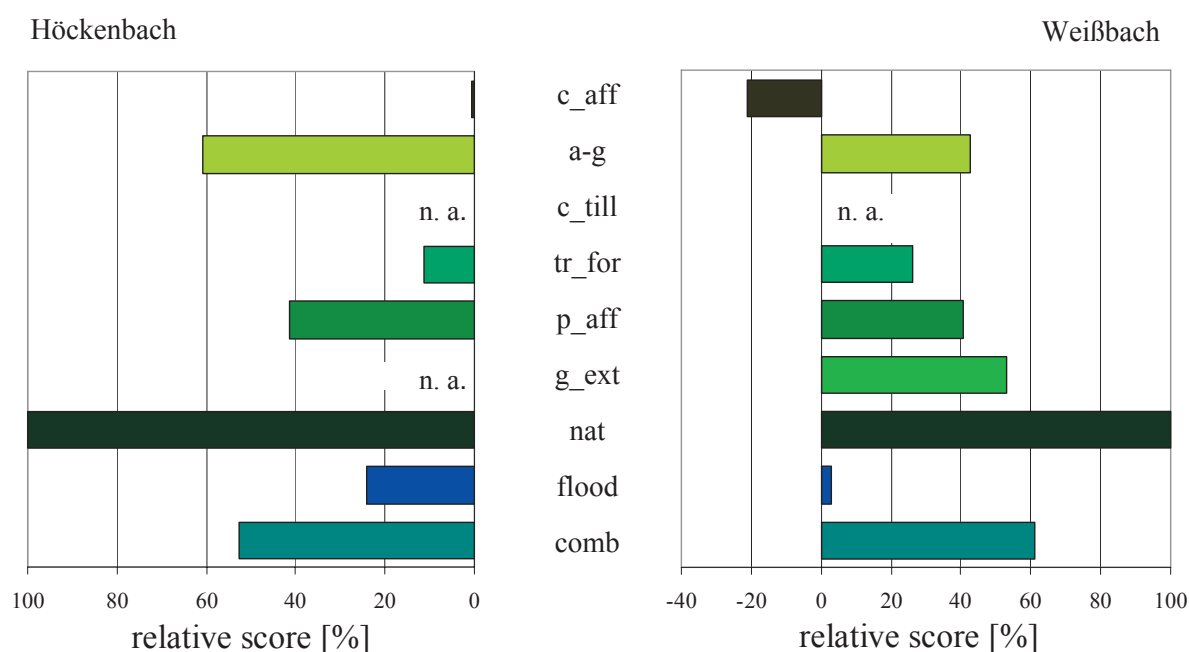 Höckenbach
Weißbach
c_aff
a-g
n. a.
c_till
n. a.
tr_for
p_aff
n. a.
g_ext
nat
flood
comb
100 80 60 40 20 0
-40 -20 0 20 40 60 80 100
relative score [%]
relative score [%]